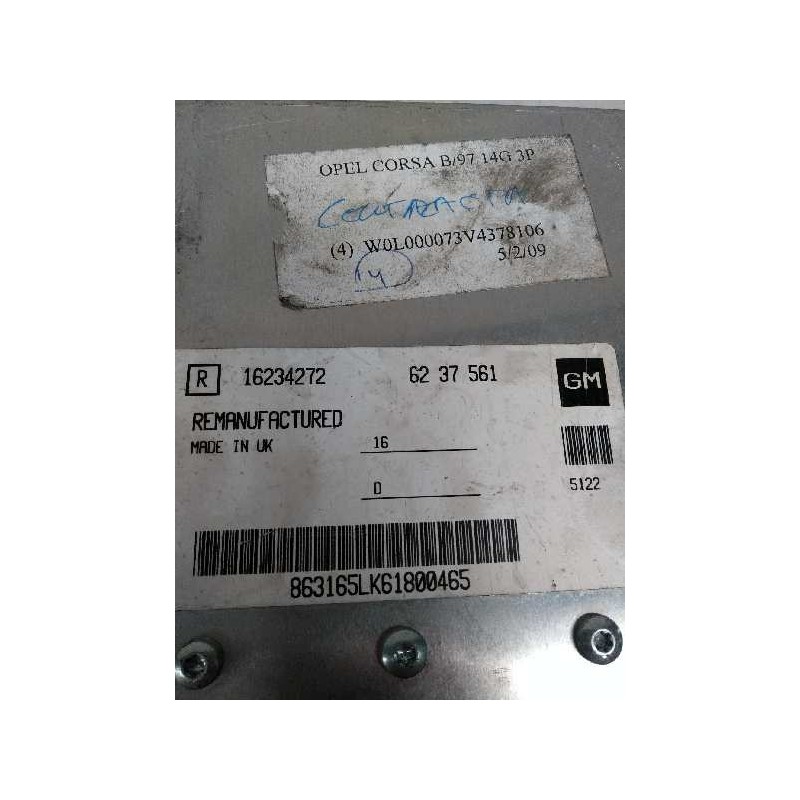 OPEL CORSA B/97 14G 3P
(4) W0L000073V4378106
14 5/2/09
R 16234272 62 37 561 GM
REMANUFACTURED
MADE IN UK 16
D
5122
863165LK61800465